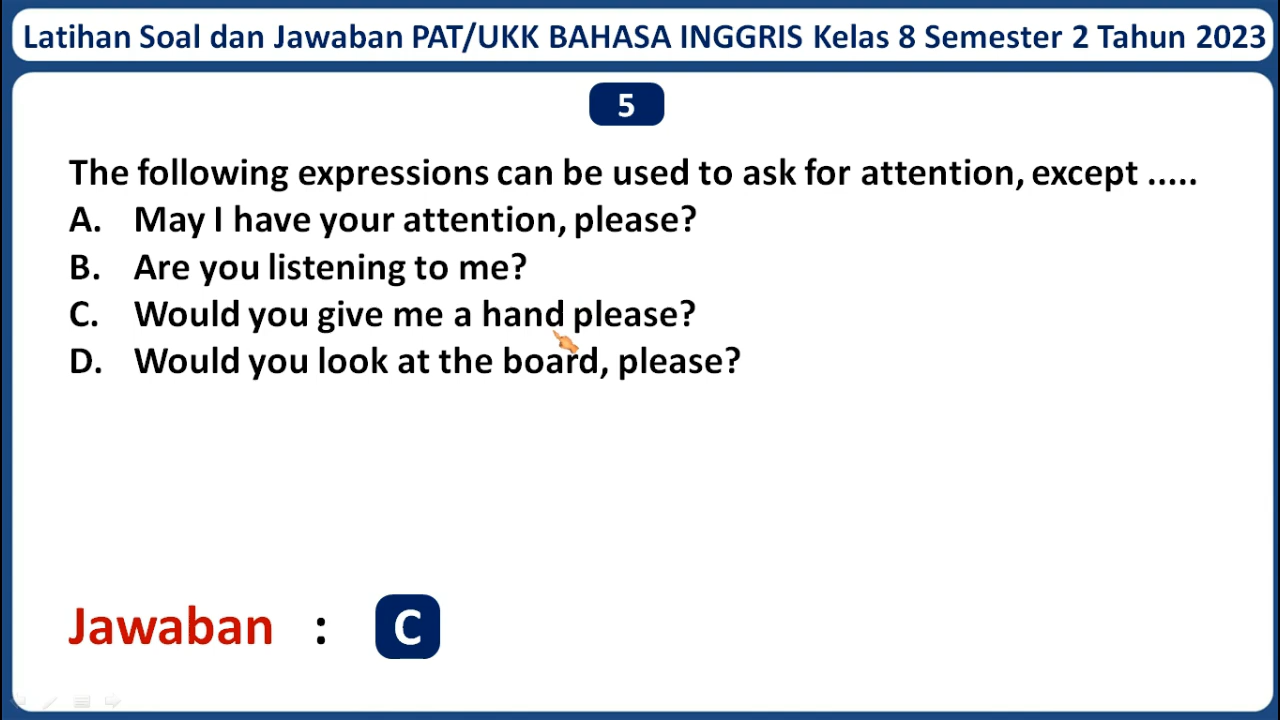 Latihan Soal dan Jawaban PAT/UKK BAHASA INGGRIS Kelas 8 Semester 2 Tahun 2023
5
The following expressions can be used to ask for attention, except .....
A. May I have your attention, please?
B. Are you listening to me?
C. Would you give me a hand please?
D. Would you look at the board, please?
Jawaban : C